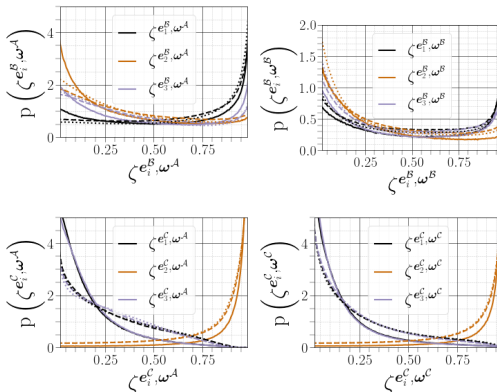 p(ζ^{e_i^𝓑,ω^𝓐})
4
2
0
ζ^{e_1^𝓑,ω^𝓐}
ζ^{e_2^𝓑,ω^𝓐}
ζ^{e_3^𝓑,ω^𝓐}
0.25 0.50 0.75
ζ^{e_i^𝓑,ω^𝓐}
p(ζ^{e_i^𝓑,ω^𝓑})
2.0
1.5
1.0
0.5
0.0
ζ^{e_1^𝓑,ω^𝓑}
ζ^{e_2^𝓑,ω^𝓑}
ζ^{e_3^𝓑,ω^𝓑}
0.25 0.50 0.75
ζ^{e_i^𝓑,ω^𝓑}
p(ζ^{e_i^𝓒,ω^𝓐})
4
2
0
ζ^{e_1^𝓒,ω^𝓐}
ζ^{e_2^𝓒,ω^𝓐}
ζ^{e_3^𝓒,ω^𝓐}
0.25 0.50 0.75
ζ^{e_i^𝓒,ω^𝓐}
p(ζ^{e_i^𝓒,ω^𝓒})
4
2
0
ζ^{e_1^𝓒,ω^𝓒}
ζ^{e_2^𝓒,ω^𝓒}
ζ^{e_3^𝓒,ω^𝓒}
0.25 0.50 0.75
ζ^{e_i^𝓒,ω^𝓒}